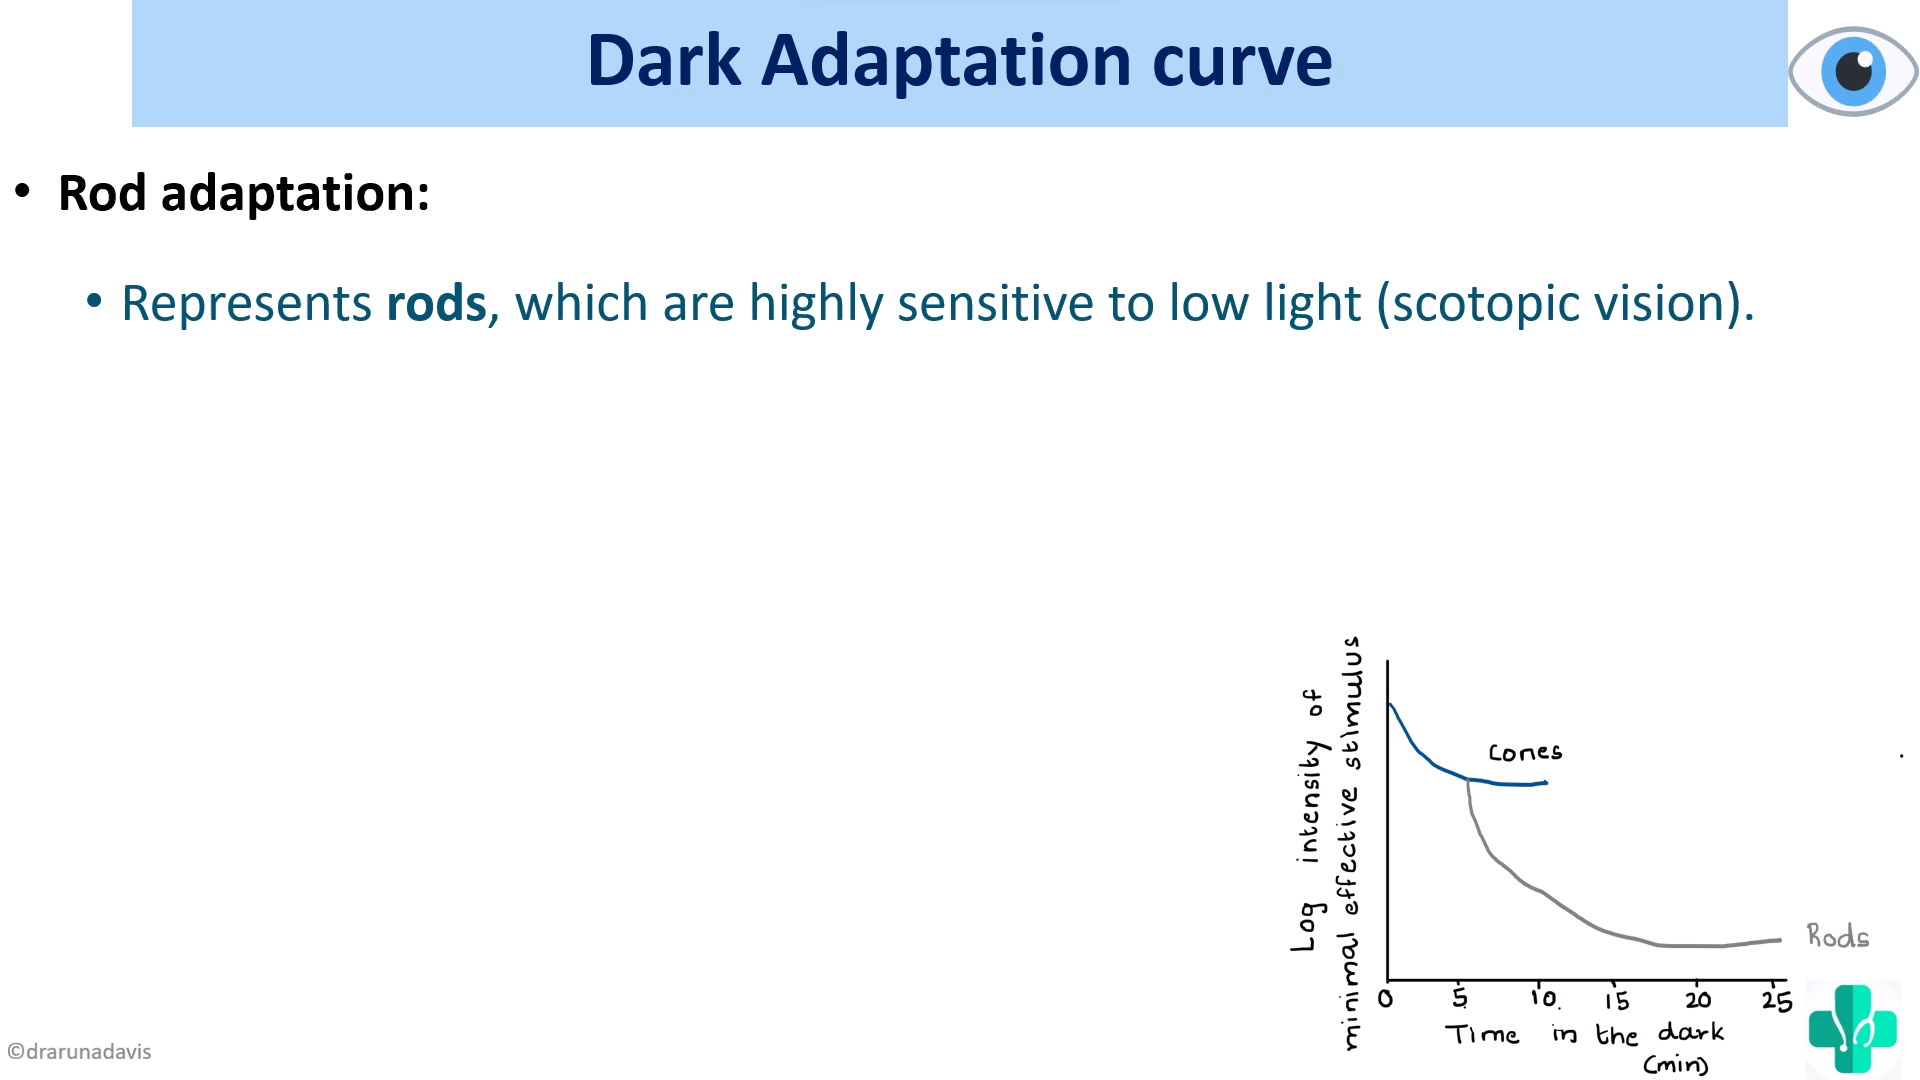 Dark Adaptation curve
• Rod adaptation:
• Represents rods, which are highly sensitive to low light (scotopic vision).
Log intensity of
minimal effective stimulus
Cones
Rods
0 5 10 15 20 25
Time in the dark
(min)
©drarunadavis